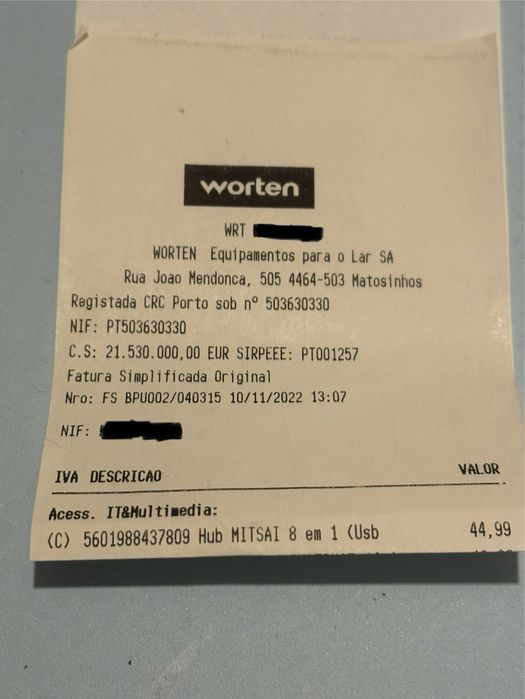 worten
WRT
WORTEN Equipamentos para o Lar SA
Rua Joao Mendonca, 505 4464-503 Matosinhos
Registada CRC Porto sob nº 503630330
NIF: PT503630330
C.S: 21.530.000,00 EUR SIRPEEE: PT001257
Fatura Simplificada Original
Nro: FS BPU002/040315 10/11/2022 13:07
NIF:
IVA DESCRICAO VALOR
Acess. IT&Multimedia:
(C) 5601988437809 Hub MITSAI 8 em 1 (Usb 44,99